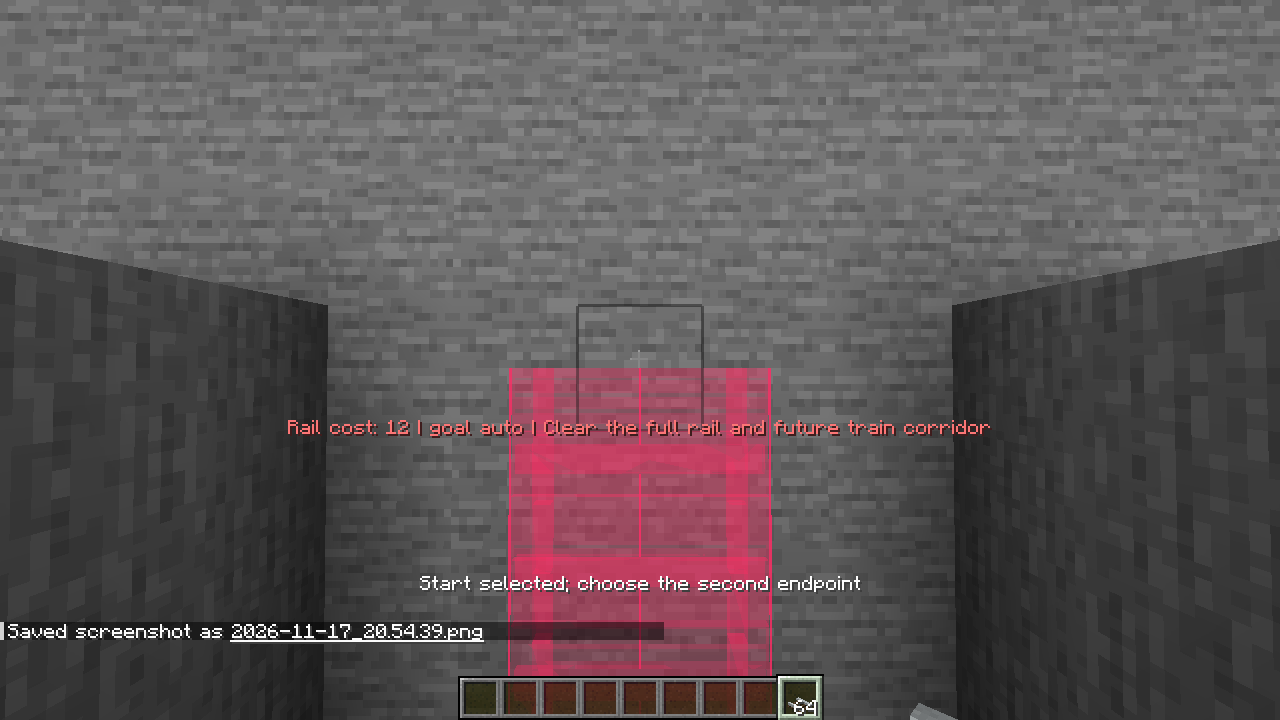 Rail cost: 12 | goal auto | Clear the full rail and future train corridor
Start selected; choose the second endpoint
Saved screenshot as 2026-11-17_20.54.39.png
64